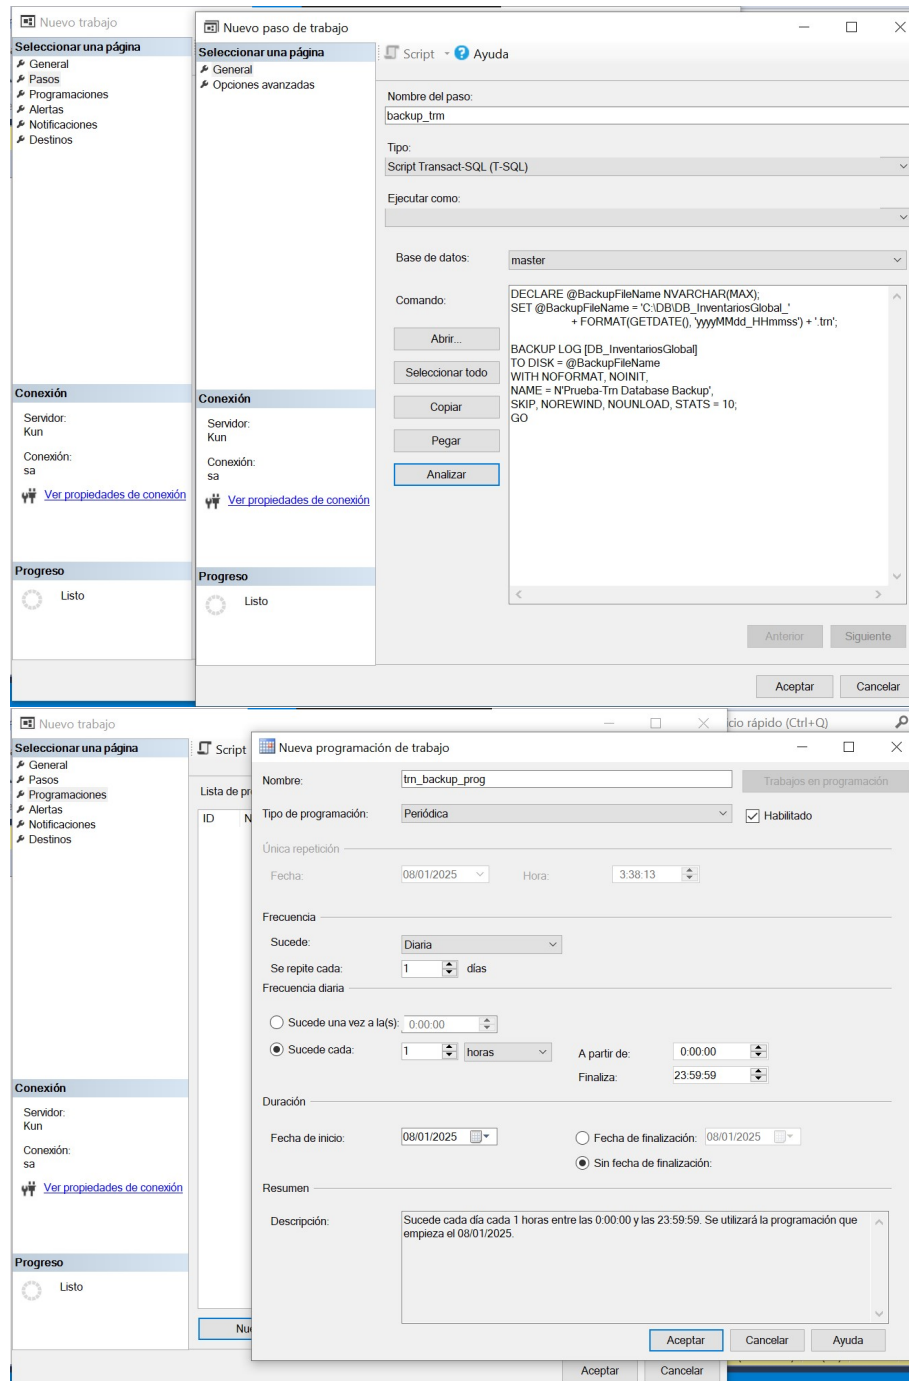 Nuevo trabajo
Seleccionar una página
General
Pasos
Programaciones
Alertas
Notificaciones
Destinos
Conexión
Servidor:
Kun
Conexión:
sa
Ver propiedades de conexión
Progreso
Listo
Nuevo paso de trabajo
Seleccionar una página
General
Opciones avanzadas
Conexión
Servidor:
Kun
Conexión:
sa
Ver propiedades de conexión
Progreso
Listo
Script
Ayuda
Nombre del paso:
backup_trm
Tipo:
Script Transact-SQL (T-SQL)
Ejecutar como:
Base de datos:
master
Comando:
Abrir...
Seleccionar todo
Copiar
Pegar
Analizar
DECLARE @BackupFileName NVARCHAR(MAX);
SET @BackupFileName = 'C:\DB\DB_InventariosGlobal_'
+ FORMAT(GETDATE(), 'yyyyMMdd_HHmmss') + '.trn';
BACKUP LOG [DB_InventariosGlobal]
TO DISK = @BackupFileName
WITH NOFORMAT, NOINIT,
NAME = N'Prueba-Trn Database Backup',
SKIP, NOREWIND, NOUNLOAD, STATS = 10;
GO
Anterior
Siguiente
Aceptar
Cancelar
Nuevo trabajo
cio rápido (Ctrl+Q)
Seleccionar una página
General
Pasos
Programaciones
Alertas
Notificaciones
Destinos
Conexión
Servidor:
Kun
Conexión:
sa
Ver propiedades de conexión
Progreso
Listo
Script
Lista de pr
ID
N
Nue
Aceptar
Cancelar
Nueva programación de trabajo
Nombre:
trn_backup_prog
Trabajos en programación
Tipo de programación:
Periódica
Habilitado
Única repetición
Fecha:
08/01/2025
Hora:
3:38:13
Frecuencia
Sucede:
Diaria
Se repite cada:
1
días
Frecuencia diaria
Sucede una vez a la(s):
0:00:00
Sucede cada:
1
horas
A partir de:
0:00:00
Finaliza:
23:59:59
Duración
Fecha de inicio:
08/01/2025
Fecha de finalización:
08/01/2025
Sin fecha de finalización:
Resumen
Descripción:
Sucede cada día cada 1 horas entre las 0:00:00 y las 23:59:59. Se utilizará la programación que
empieza el 08/01/2025.
Aceptar
Cancelar
Ayuda